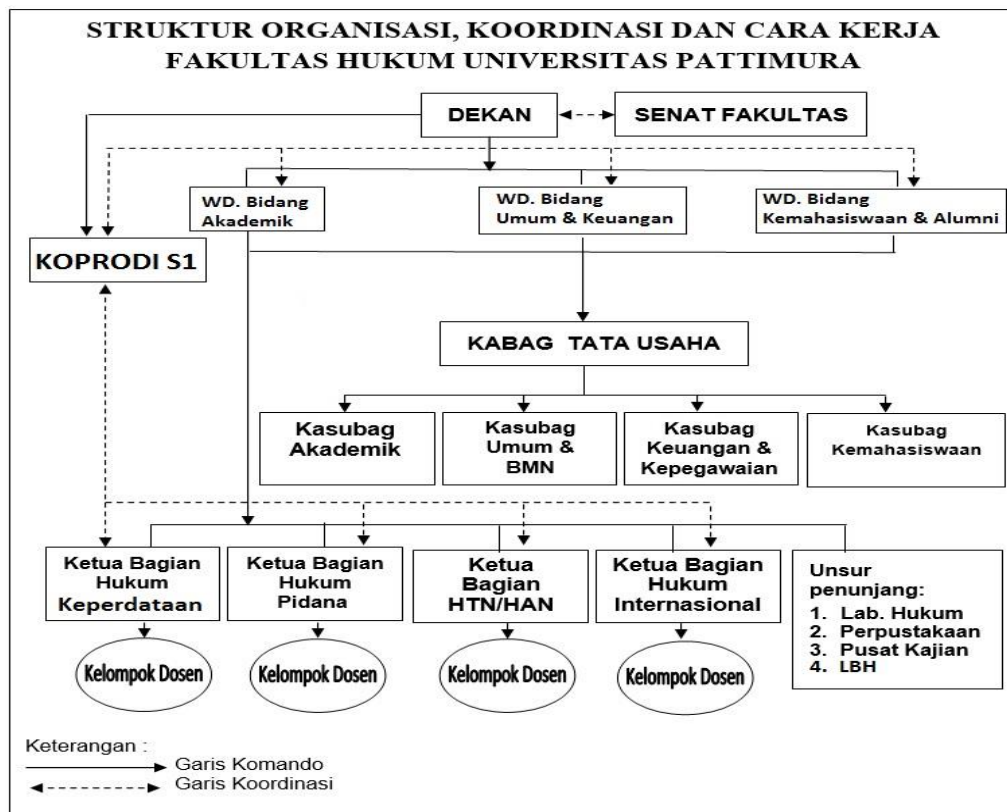 STRUKTUR ORGANISASI, KOORDINASI DAN CARA KERJA
FAKULTAS HUKUM UNIVERSITAS PATTIMURA
DEKAN
SENAT FAKULTAS
WD. Bidang
Akademik
WD. Bidang
Umum & Keuangan
WD. Bidang
Kemahasiswaan & Alumni
KOPRODI S1
KABAG TATA USAHA
Kasubag
Akademik
Kasubag
Umum &
BMN
Kasubag
Keuangan &
Kepegawaian
Kasubag
Kemahasiswaan
Ketua Bagian
Hukum
Keperdataan
Ketua Bagian
Hukum
Pidana
Ketua
Bagian
HTN/HAN
Ketua Bagian
Hukum
Internasional
Unsur
penunjang:
1. Lab. Hukum
2. Perpustakaan
3. Pusat Kajian
4. LBH
Kelompok Dosen
Kelompok Dosen
Kelompok Dosen
Kelompok Dosen
Keterangan :
Garis Komando
Garis Koordinasi